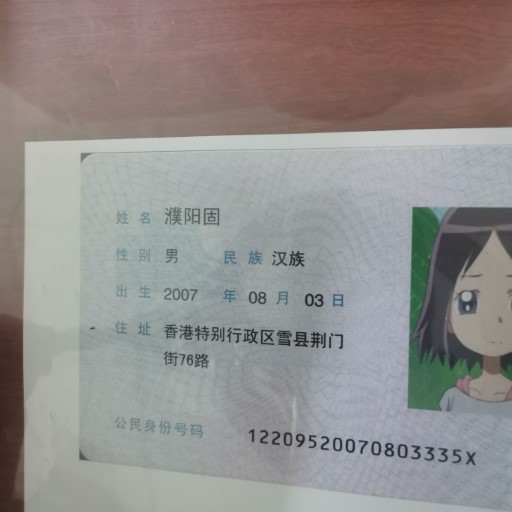 姓名 濮阳固
性别 男 民族 汉族
出生 2007 年 08 月 03 日
住址 香港特别行政区雪县荆门
街76路
公民身份号码 12209520070803335X